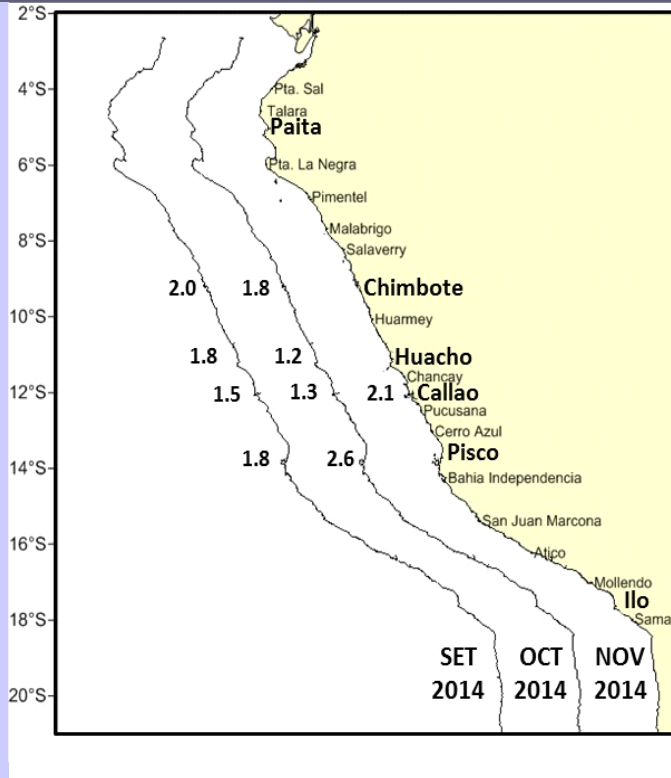 2°S
Pta. Sal
4°S
Talara
Paita
6°S
Pta. La Negra
Pimentel
Malabrigo
8°S
Salaverry
2.0 1.8 Chimbote
10°S
Huarmey
1.8 1.2 Huacho
Chancay
12°S
1.5 1.3 2.1 Callao
Pucusana
Cerro Azul
1.8 2.6 Pisco
14°S
Bahia Independencia
San Juan Marcona
16°S
Atico
Mollendo
Ilo
18°S
Sama
SET OCT NOV
2014 2014 2014
20°S